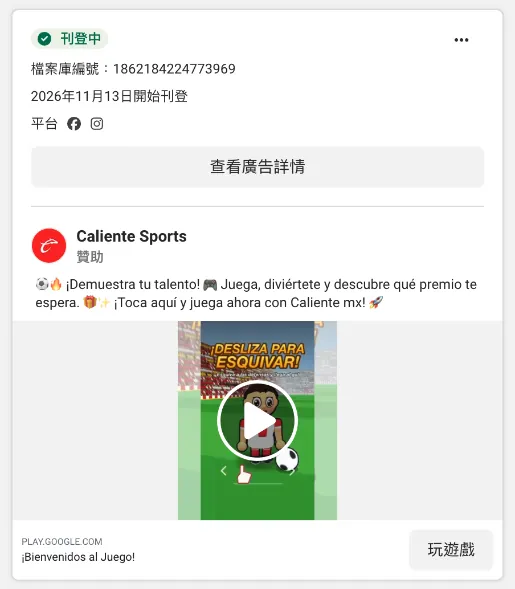 刊登中
檔案庫編號：1862184224773969
2026年11月13日開始刊登
平台
查看廣告詳情
Caliente Sports
贊助
⚽🔥 ¡Demuestra tu talento! 🎮 Juega, diviértete y descubre qué premio te
espera. 🎁✨ ¡Toca aquí y juega ahora con Caliente mx! 🚀
¡DESLIZA PARA
ESQUIVAR!
PLAY.GOOGLE.COM
¡Bienvenidos al Juego!
玩遊戲